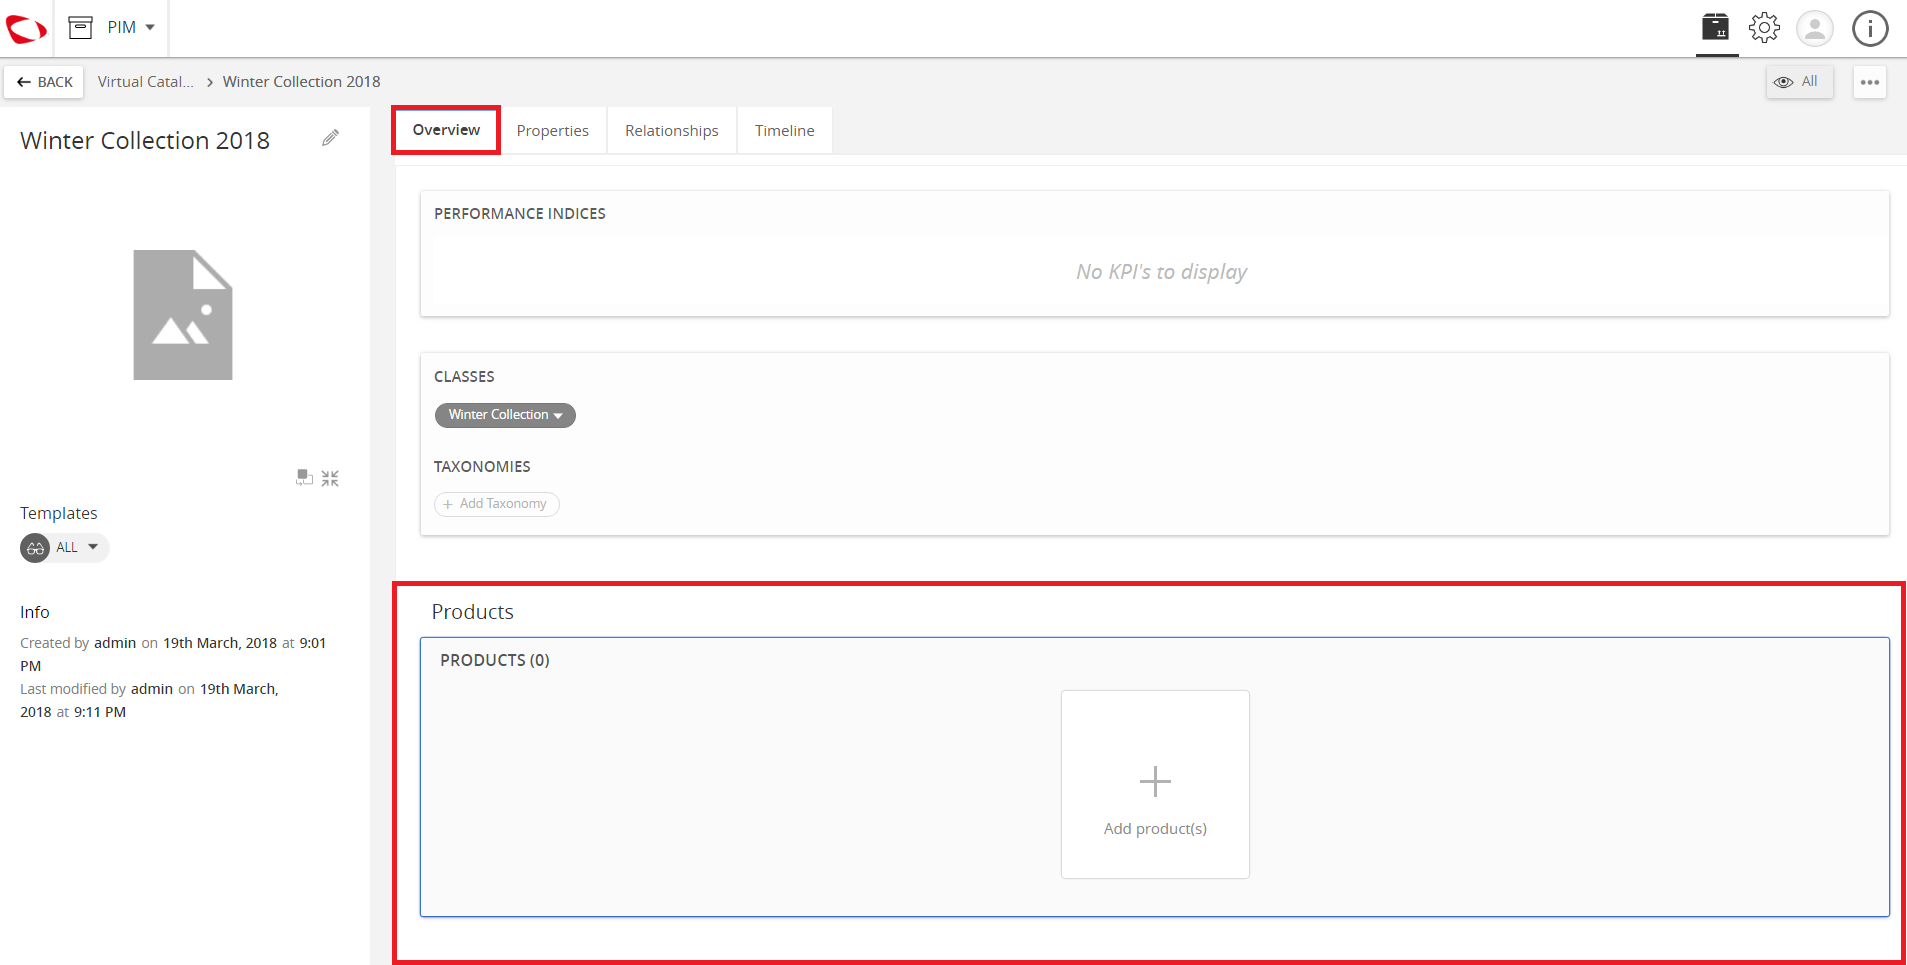 PIM
BACK Virtual Catal... > Winter Collection 2018
All
Winter Collection 2018
Overview Properties Relationships Timeline
PERFORMANCE INDICES
No KPI's to display
CLASSES
Winter Collection
TAXONOMIES
+ Add Taxonomy
Templates
ALL
Info
Created by admin on 19th March, 2018 at 9:01
PM
Last modified by admin on 19th March,
2018 at 9:11 PM
Products
PRODUCTS (0)
Add product(s)